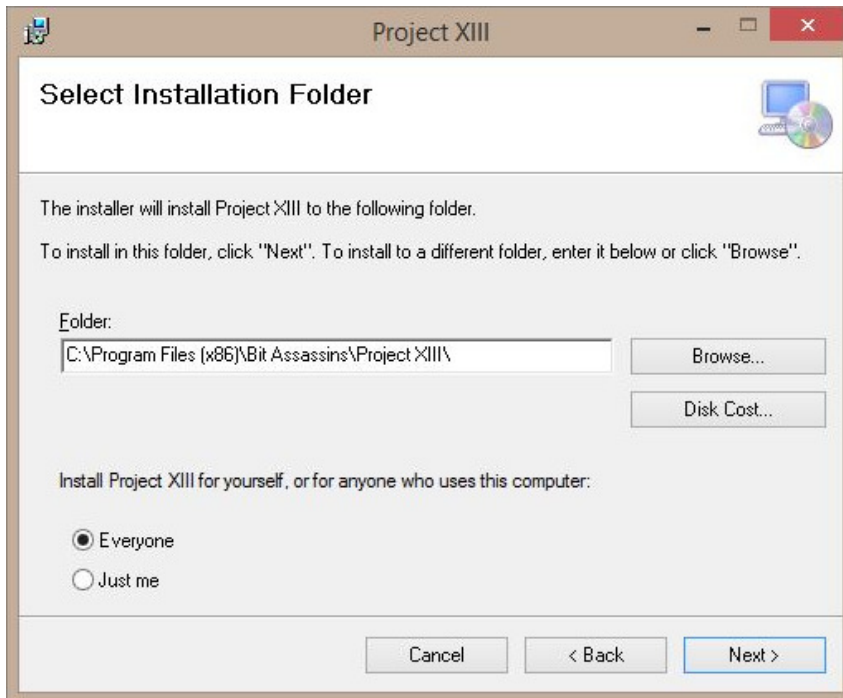 Project XIII
Select Installation Folder
The installer will install Project XIII to the following folder.
To install in this folder, click "Next". To install to a different folder, enter it below or click "Browse".
Folder:
C:\Program Files (x86)\Bit Assassins\Project XIII\
Browse...
Disk Cost...
Install Project XIII for yourself, or for anyone who uses this computer:
Everyone
Just me
Cancel
< Back
Next >